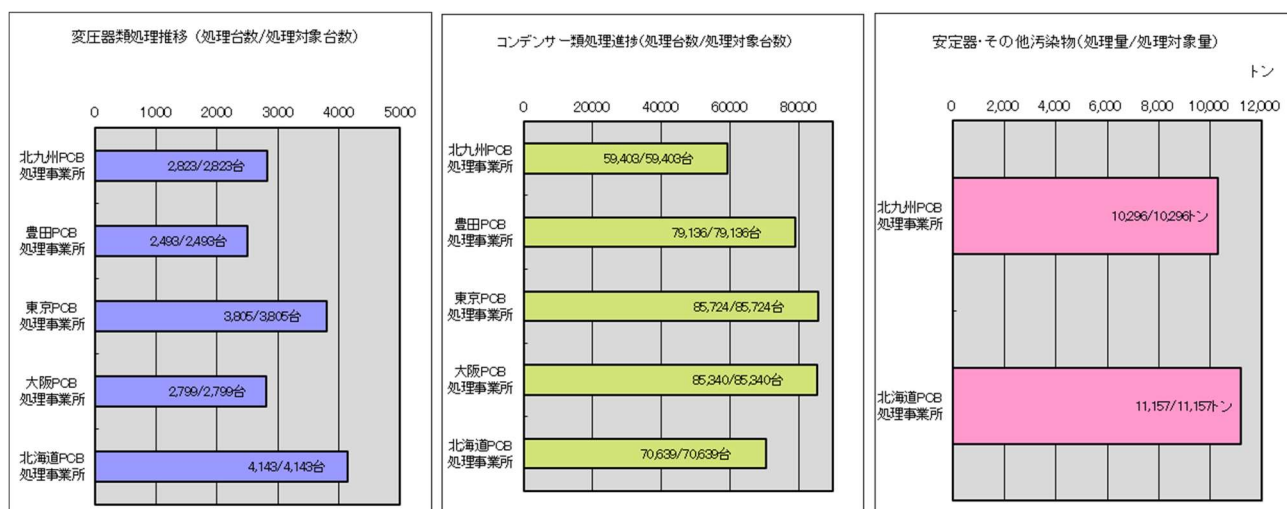 変圧器類処理推移 (処理台数/処理対象台数)
0 1000 2000 3000 4000 5000
北九州PCB
処理事業所
2,823/2,823台
豊田PCB
処理事業所
2,493/2,493台
東京PCB
処理事業所
3,805/3,805台
大阪PCB
処理事業所
2,799/2,799台
北海道PCB
処理事業所
4,143/4,143台
コンデンサー類処理進捗(処理台数/処理対象台数)
0 20000 40000 60000 80000
北九州PCB
処理事業所
59,403/59,403台
豊田PCB
処理事業所
79,136/79,136台
東京PCB
処理事業所
85,724/85,724台
大阪PCB
処理事業所
85,340/85,340台
北海道PCB
処理事業所
70,639/70,639台
安定器・その他汚染物(処理量/処理対象量)
トン
0 2,000 4,000 6,000 8,000 10,000 12,000
北九州PCB
処理事業所
10,296/10,296トン
北海道PCB
処理事業所
11,157/11,157トン